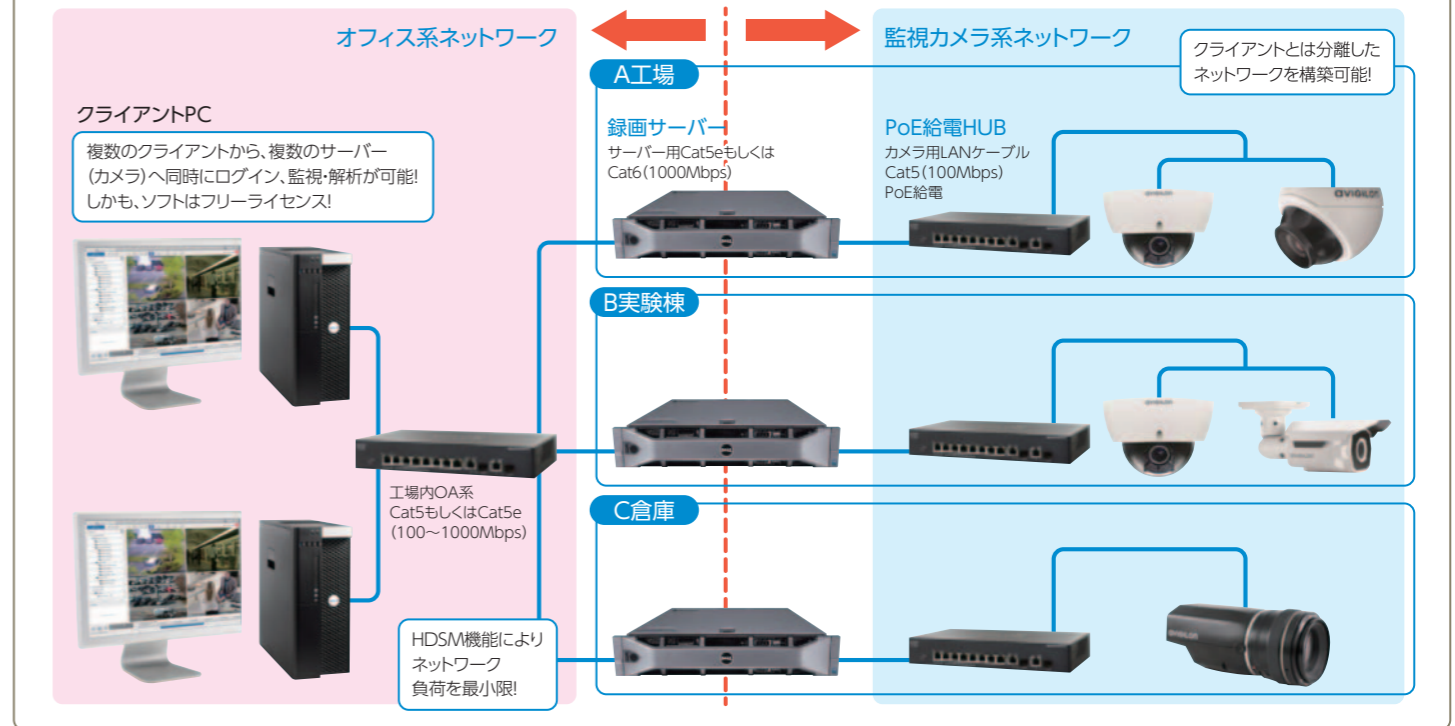 オフィス系ネットワーク
監視カメラ系ネットワーク
クライアントとは分離した
ネットワークを構築可能!
A工場
クライアントPC
複数のクライアントから、複数のサーバー
(カメラ)へ同時にログイン、監視・解析が可能!
しかも、ソフトはフリーライセンス!
録画サーバー
サーバー用Cat5eもしくは
Cat6(1000Mbps)
PoE給電HUB
カメラ用LANケーブル
Cat5(100Mbps)
PoE給電
AVIGILON
B実験棟
工場内OA系
Cat5もしくはCat5e
(100〜1000Mbps)
C倉庫
HDSM機能により
ネットワーク
負荷を最小限!
AVIGILON